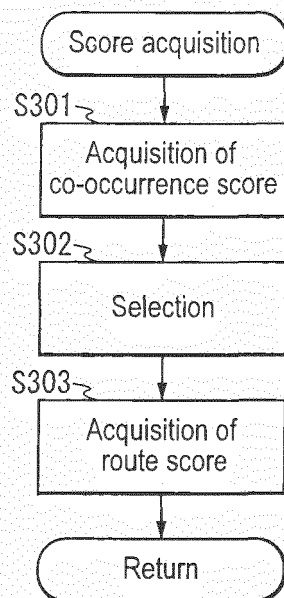 Score acquisition
S301
Acquisition of
co-occurrence score
S302
Selection
S303
Acquisition of
route score
Return